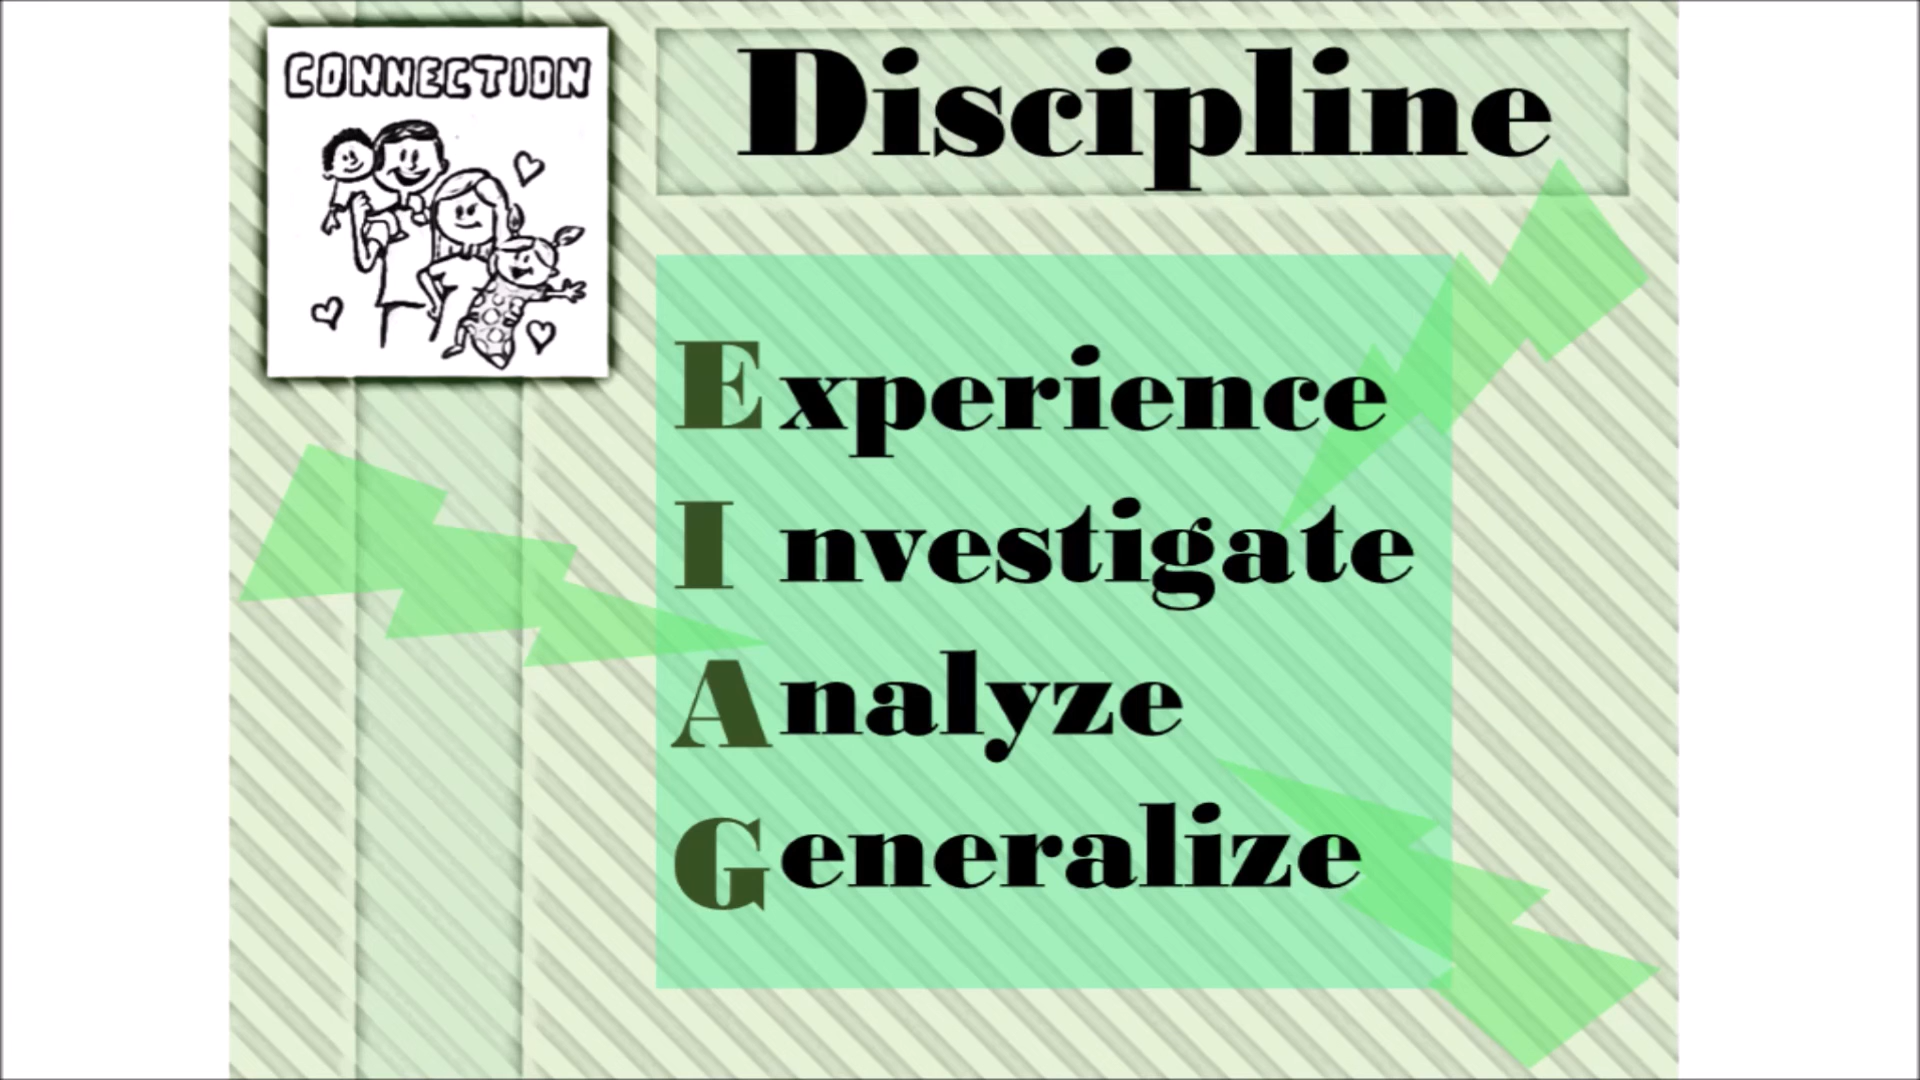 CONNECTION
Discipline
Experience
Investigate
Analyze
Generalize